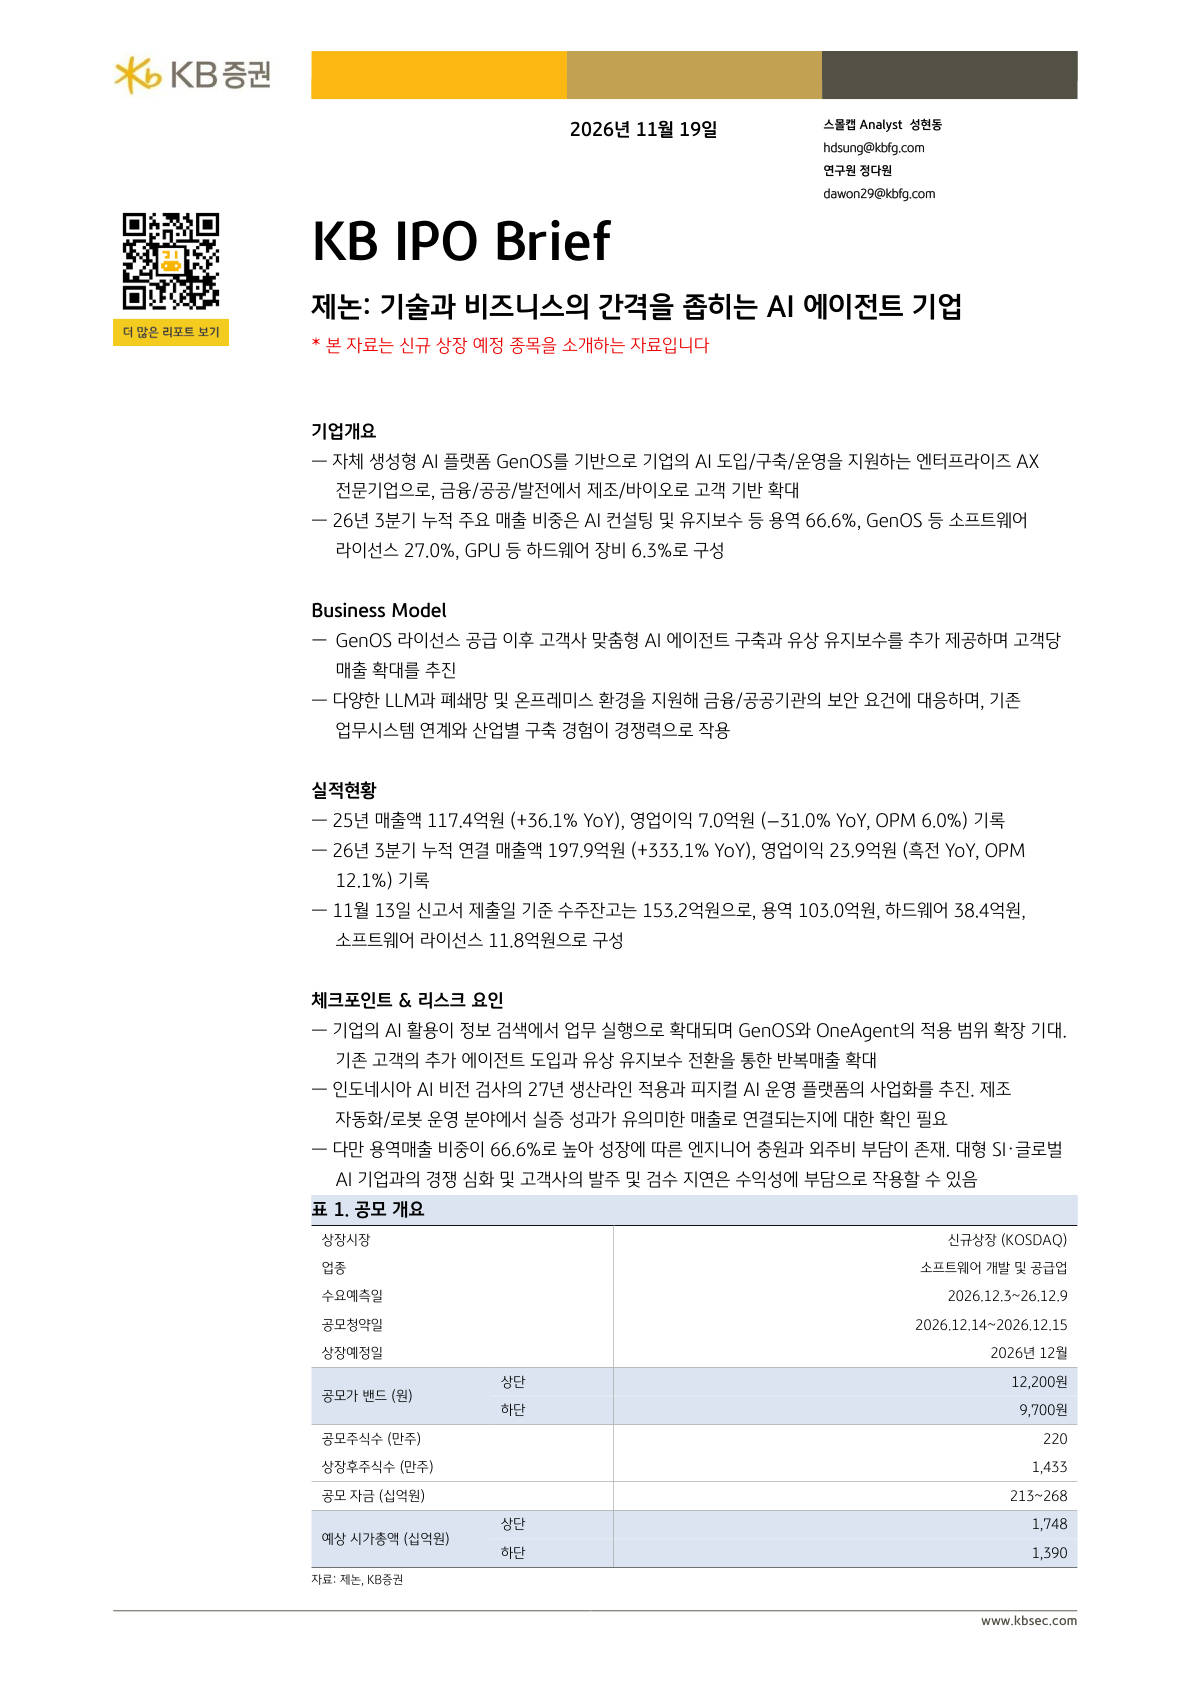 KB증권
2026년 11월 19일
스몰캡 Analyst 성현동
hdsung@kbfg.com
연구원 정다원
dawon29@kbfg.com
더 많은 리포트 보기
KB IPO Brief
제논: 기술과 비즈니스의 간격을 좁히는 AI 에이전트 기업
* 본 자료는 신규 상장 예정 종목을 소개하는 자료입니다
기업개요
— 자체 생성형 AI 플랫폼 GenOS를 기반으로 기업의 AI 도입/구축/운영을 지원하는 엔터프라이즈 AX
전문기업으로, 금융/공공/발전에서 제조/바이오로 고객 기반 확대
— 26년 3분기 누적 주요 매출 비중은 AI 컨설팅 및 유지보수 등 용역 66.6%, GenOS 등 소프트웨어
라이선스 27.0%, GPU 등 하드웨어 장비 6.3%로 구성
Business Model
— GenOS 라이선스 공급 이후 고객사 맞춤형 AI 에이전트 구축과 유상 유지보수를 추가 제공하며 고객당
매출 확대를 추진
— 다양한 LLM과 폐쇄망 및 온프레미스 환경을 지원해 금융/공공기관의 보안 요건에 대응하며, 기존
업무시스템 연계와 산업별 구축 경험이 경쟁력으로 작용
실적현황
— 25년 매출액 117.4억원 (+36.1% YoY), 영업이익 7.0억원 (–31.0% YoY, OPM 6.0%) 기록
— 26년 3분기 누적 연결 매출액 197.9억원 (+333.1% YoY), 영업이익 23.9억원 (흑전 YoY, OPM
12.1%) 기록
— 11월 13일 신고서 제출일 기준 수주잔고는 153.2억원으로, 용역 103.0억원, 하드웨어 38.4억원,
소프트웨어 라이선스 11.8억원으로 구성
체크포인트 & 리스크 요인
— 기업의 AI 활용이 정보 검색에서 업무 실행으로 확대되며 GenOS와 OneAgent의 적용 범위 확장 기대.
기존 고객의 추가 에이전트 도입과 유상 유지보수 전환을 통한 반복매출 확대
— 인도네시아 AI 비전 검사의 27년 생산라인 적용과 피지컬 AI 운영 플랫폼의 사업화를 추진. 제조
자동화/로봇 운영 분야에서 실증 성과가 유의미한 매출로 연결되는지에 대한 확인 필요
— 다만 용역매출 비중이 66.6%로 높아 성장에 따른 엔지니어 충원과 외주비 부담이 존재. 대형 SI·글로벌
AI 기업과의 경쟁 심화 및 고객사의 발주 및 검수 지연은 수익성에 부담으로 작용할 수 있음
표 1. 공모 개요
상장시장 신규상장 (KOSDAQ)
업종 소프트웨어 개발 및 공급업
수요예측일 2026.12.3~26.12.9
공모청약일 2026.12.14~2026.12.15
상장예정일 2026년 12월
공모가 밴드 (원) 상단 12,200원
하단 9,700원
공모주식수 (만주) 220
상장후주식수 (만주) 1,433
공모 자금 (십억원) 213~268
예상 시가총액 (십억원) 상단 1,748
하단 1,390
자료: 제논, KB증권
www.kbsec.com